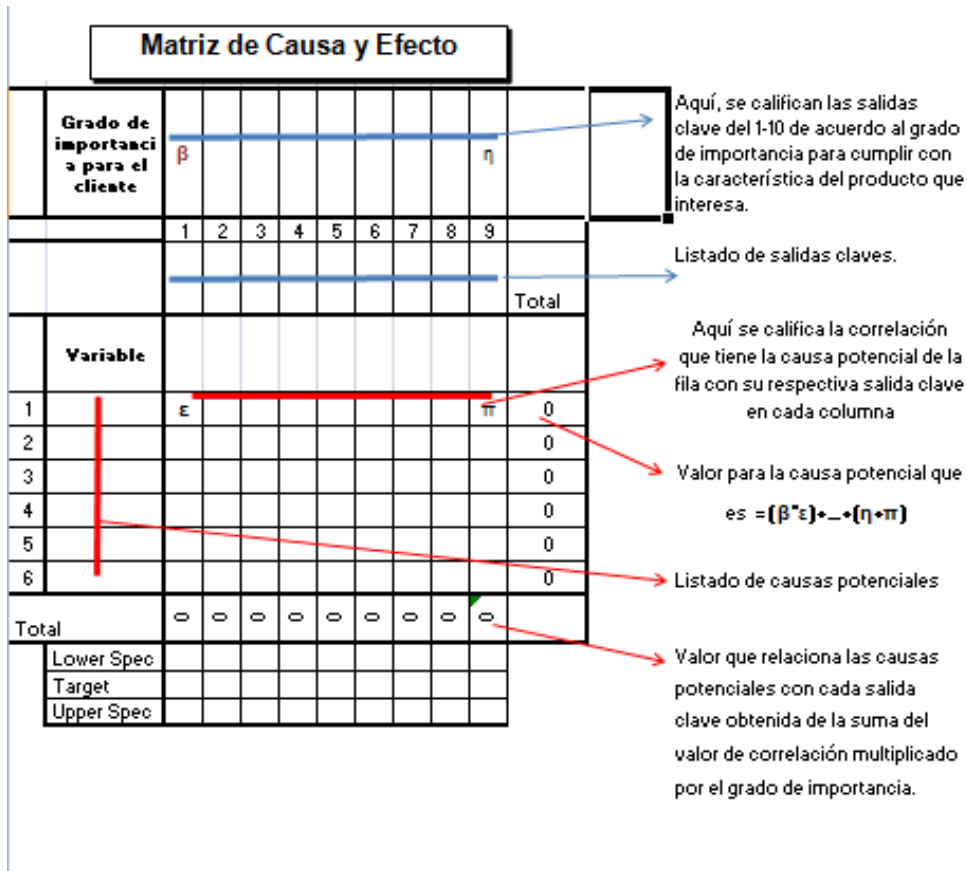 Matriz de Causa y Efecto
Grado de
importanci
a para el
cliente
β
η
Aquí, se califican las salidas
clave del 1-10 de acuerdo al grado
de importancia para cumplir con
la característica del producto que
interesa.
1 2 3 4 5 6 7 8 9
Listado de salidas claves.
Total
Variable
Aquí se califica la correlación
que tiene la causa potencial de la
fila con su respectiva salida clave
en cada columna
1 ε π 0
2 0
3 0
4 0
5 0
6 0
Valor para la causa potencial que
es =(β*ε)+...+(η*π)
Listado de causas potenciales
Total 0 0 0 0 0 0 0 0 0
Lower Spec
Target
Upper Spec
Valor que relaciona las causas
potenciales con cada salida
clave obtenida de la suma del
valor de correlación multiplicado
por el grado de importancia.